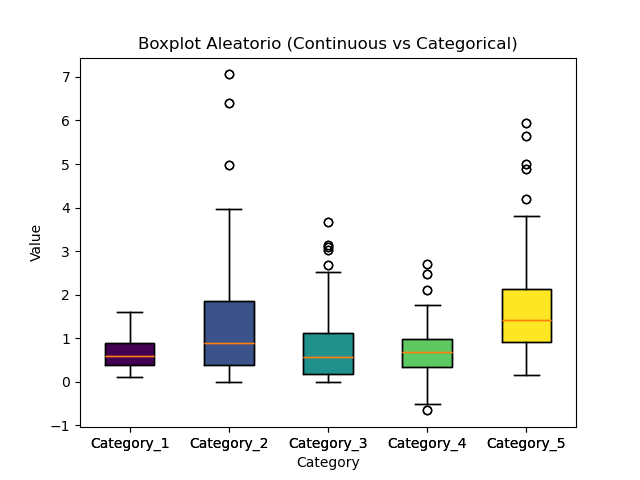 Boxplot Aleatorio (Continuous vs Categorical)
Value
7
6
5
4
3
2
1
0
−1
Category_1 Category_2 Category_3 Category_4 Category_5
Category